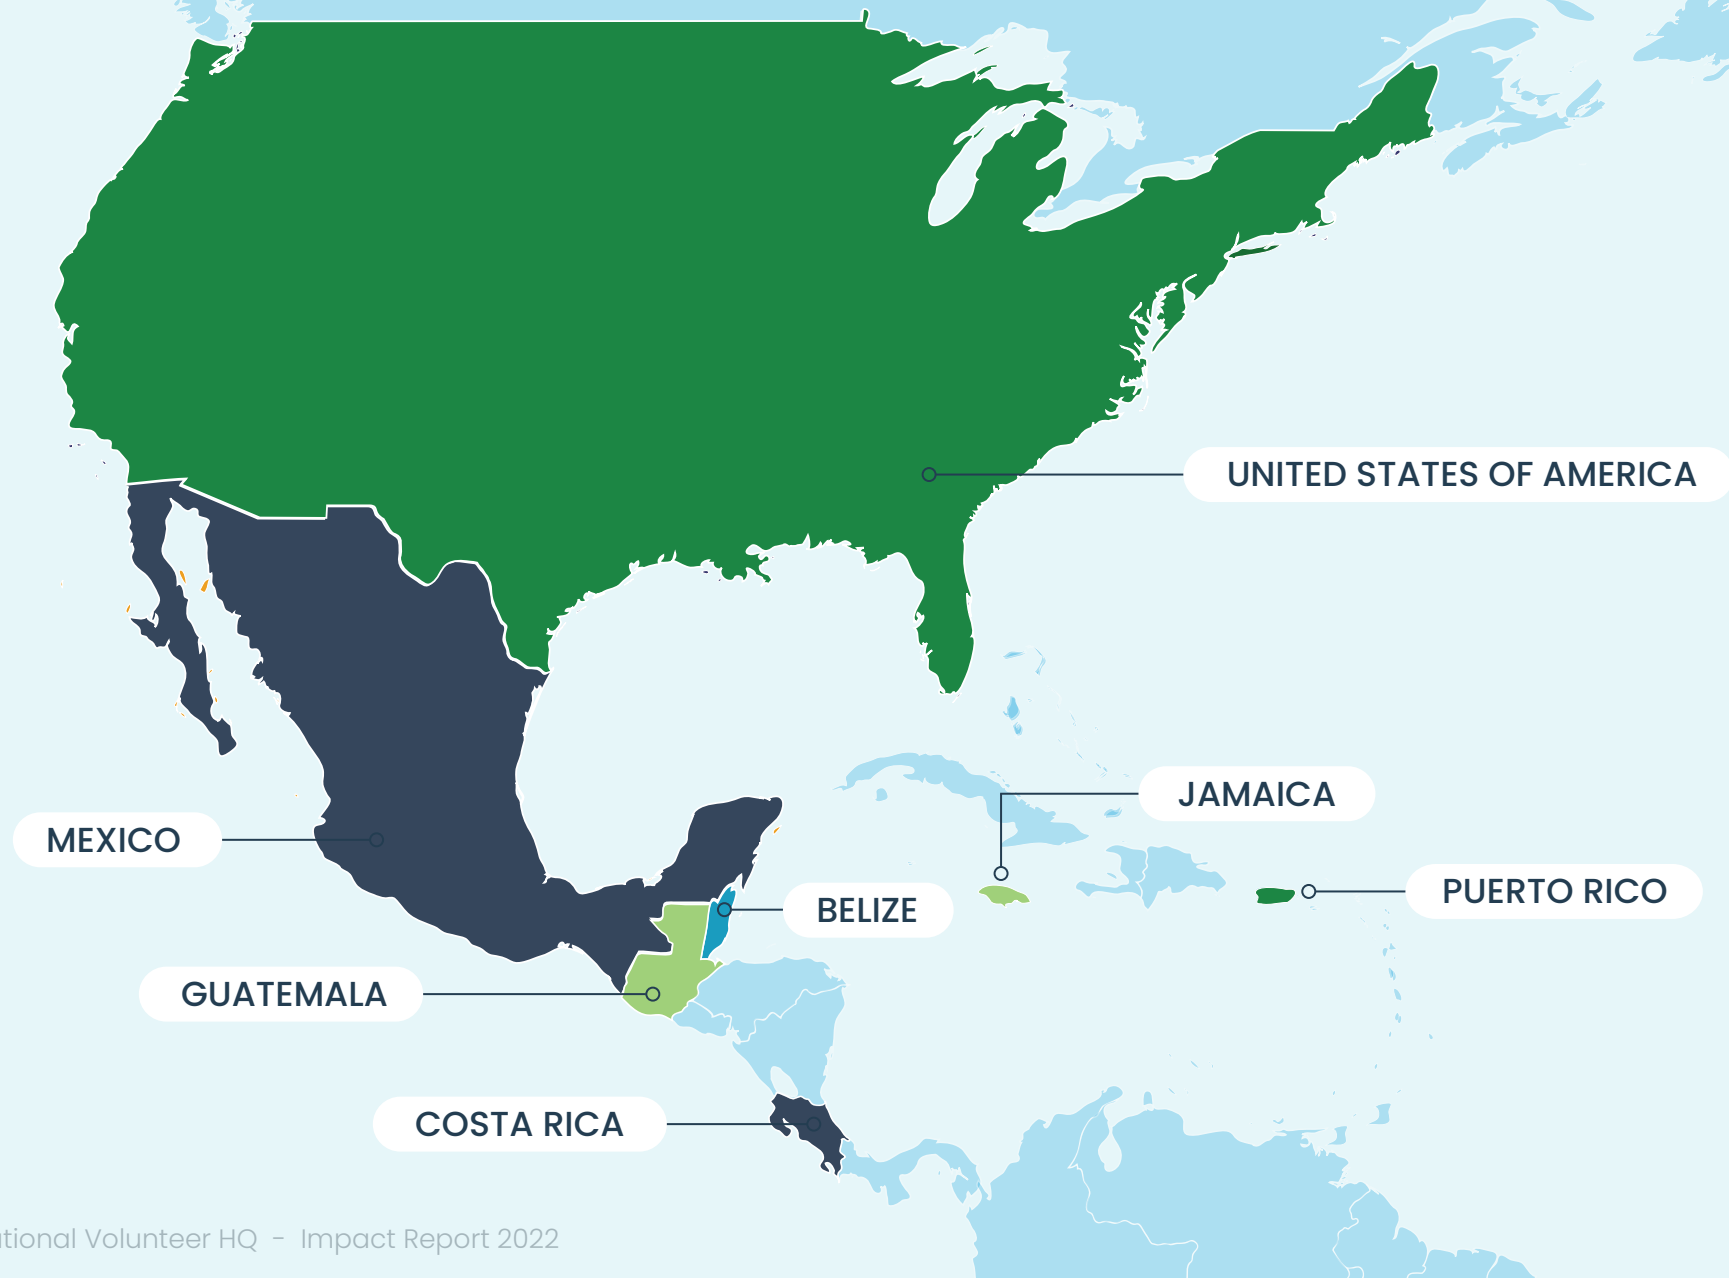 UNITED STATES OF AMERICA
JAMAICA
MEXICO
PUERTO RICO
BELIZE
GUATEMALA
COSTA RICA
tional Volunteer HQ - Impact Report 2022